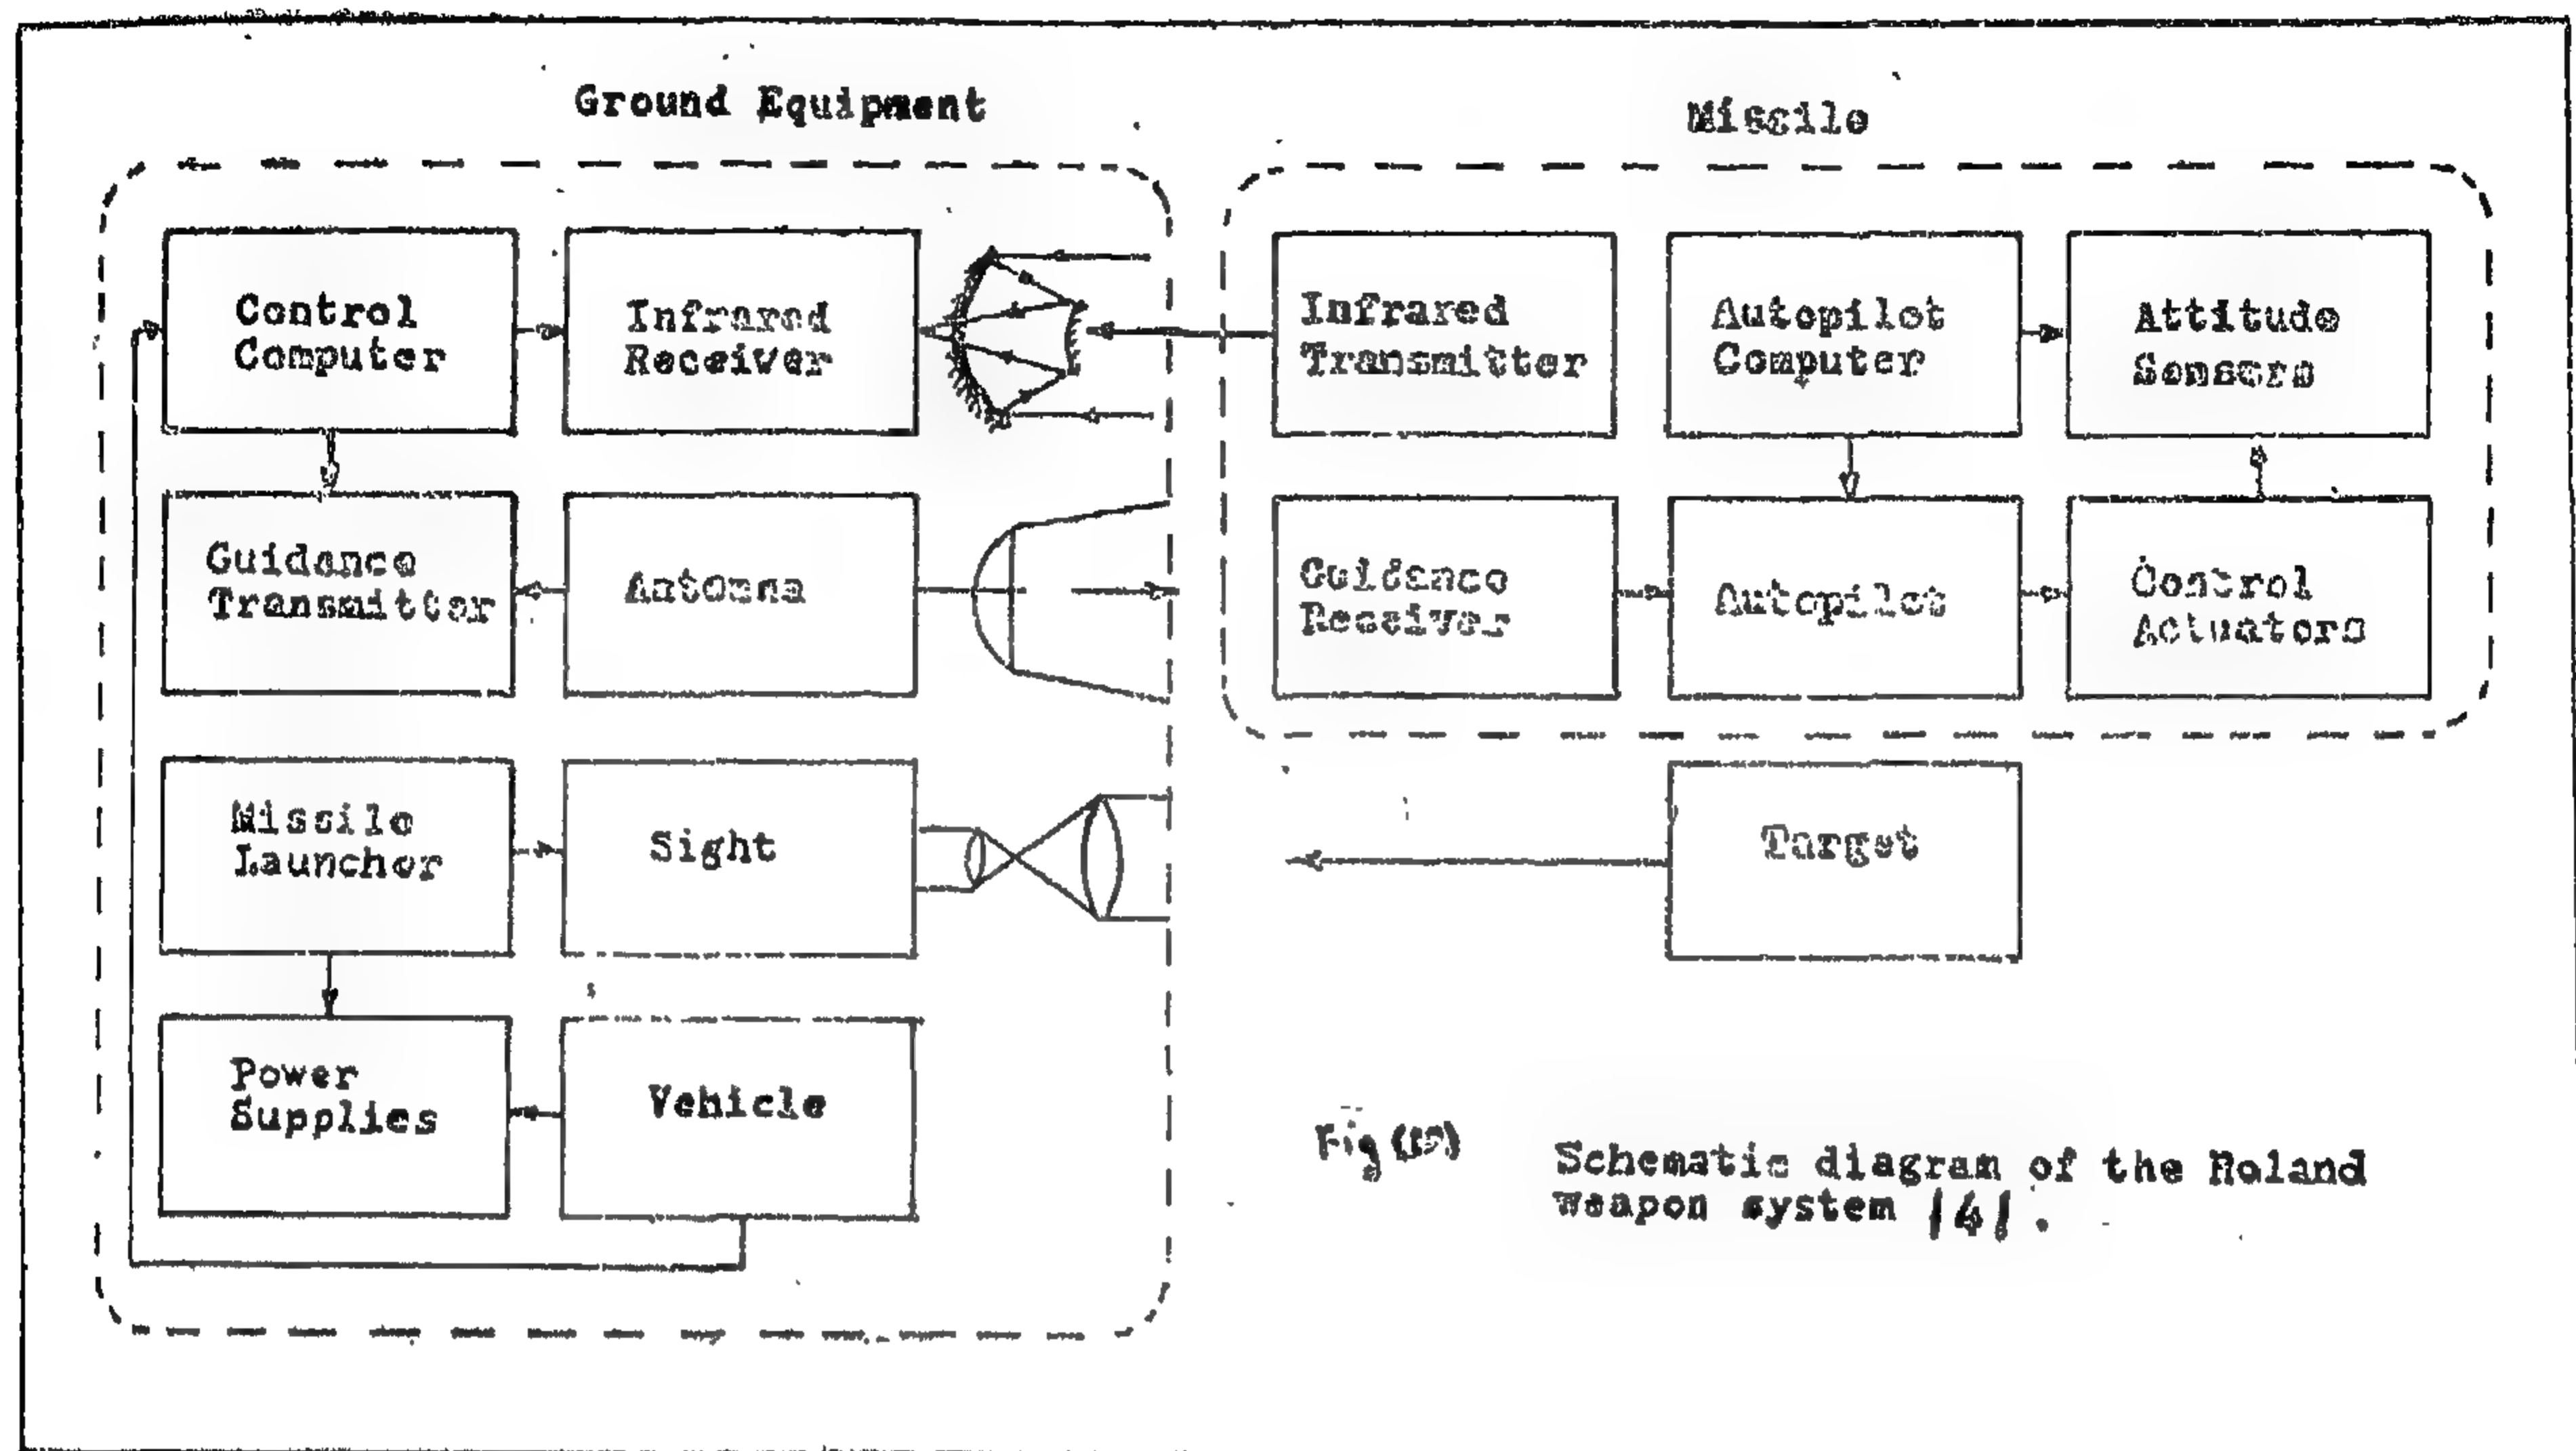 Ground Equipment
Missile
Control
Computer
Infrared
Receiver
Infrared
Transmitter
Autopilot
Computer
Attitude
Sensors
Guidance
Transmitter
Antenna
Guidance
Receiver
Autopilot
Control
Actuators
Missile
Launcher
Sight
Target
Power
Supplies
Vehicle
Fig
Schematic diagram of the Roland
weapon system |4| .